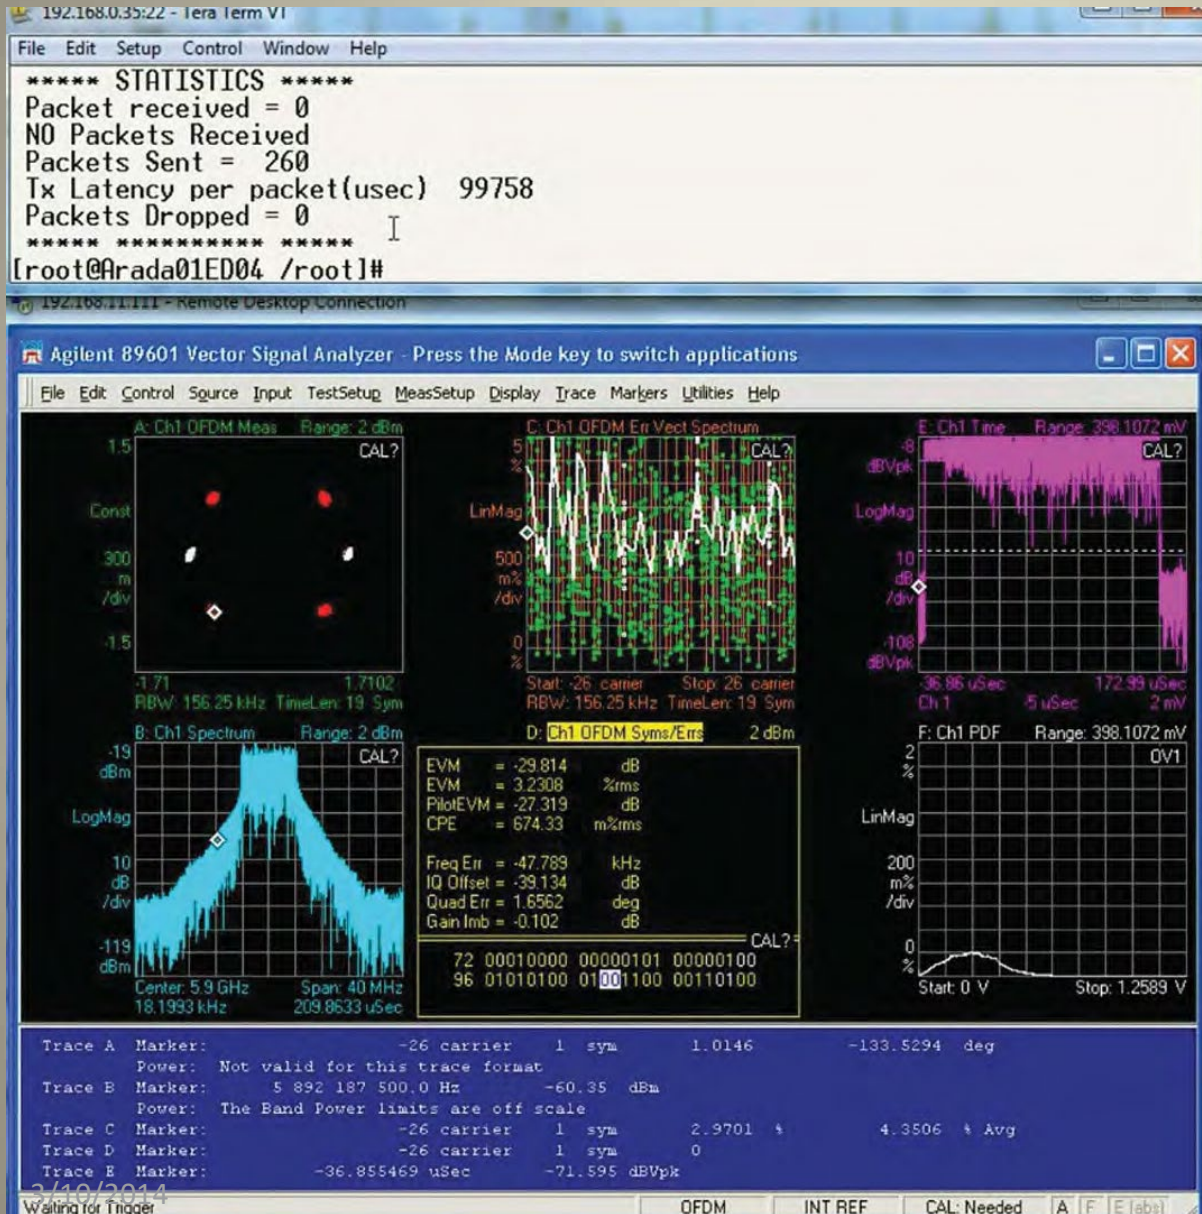 192.168.0.35:22 - Tera Term VT
File Edit Setup Control Window Help
***** STATISTICS *****
Packet received = 0
NO Packets Received
Packets Sent = 260
Tx Latency per packet(usec) 99758
Packets Dropped = 0
***** ********** *****
[root@Arada01ED04 /root]#
192.168.11.111 - Remote Desktop Connection
Agilent 89601 Vector Signal Analyzer - Press the Mode key to switch applications
File Edit Control Source Input TestSetup MeasSetup Display Trace Markers Utilities Help
A: Ch1 OFDM Meas Range: 2 dBm
1.5
CAL?
Const
300
m
/div
-1.5
-1.71 1.7102
RBW: 156.25 kHz TimeLen: 19 Sym
C: Ch1 OFDM Err Vect Spectrum
5
%
CAL?
LinMag
500
m%
/div
0
%
Start: -26 carrier Stop: 26 carrier
RBW: 156.25 kHz TimeLen: 19 Sym
E: Ch1 Time Range: 398.1072 mV
-8
dBVpk
CAL?
LogMag
10
dB
/div
-108
dBVpk
-36.86 uSec 172.99 uSec
Ch 1 -5 uSec 2 mV
B: Ch1 Spectrum Range: 2 dBm
-19
dBm
CAL?
LogMag
10
dB
/div
-119
dBm
Center: 5.9 GHz Span: 40 MHz
18.1993 kHz 209.8633 uSec
D: Ch1 OFDM Syms/Errs 2 dBm
EVM = -29.814 dB
EVM = 3.2308 %rms
PilotEVM = -27.319 dB
CPE = 674.33 m%rms
Freq Err = -47.789 kHz
IQ Offset = -39.134 dB
Quad Err = 1.6562 deg
Gain Imb = -0.102 dB
CAL?
72 00010000 00000101 00000100
96 01010100 01001100 00110100
F: Ch1 PDF Range: 398.1072 mV
2
%
OV1
LinMag
200
m%
/div
0
%
Start: 0 V Stop: 1.2589 V
Trace A Marker: -26 carrier 1 sym 1.0146 -133.5294 deg
Power: Not valid for this trace format
Trace B Marker: 5 892 187 500.0 Hz -60.35 dBm
Power: The Band Power limits are off scale
Trace C Marker: -26 carrier 1 sym 2.9701 % 4.3506 % Avg
Trace D Marker: -26 carrier 1 sym 0
Trace E Marker: -36.855469 uSec -71.595 dBVpk
3/10/2014
Waiting for Trigger OFDM INT REF CAL: Needed A F E (abs)